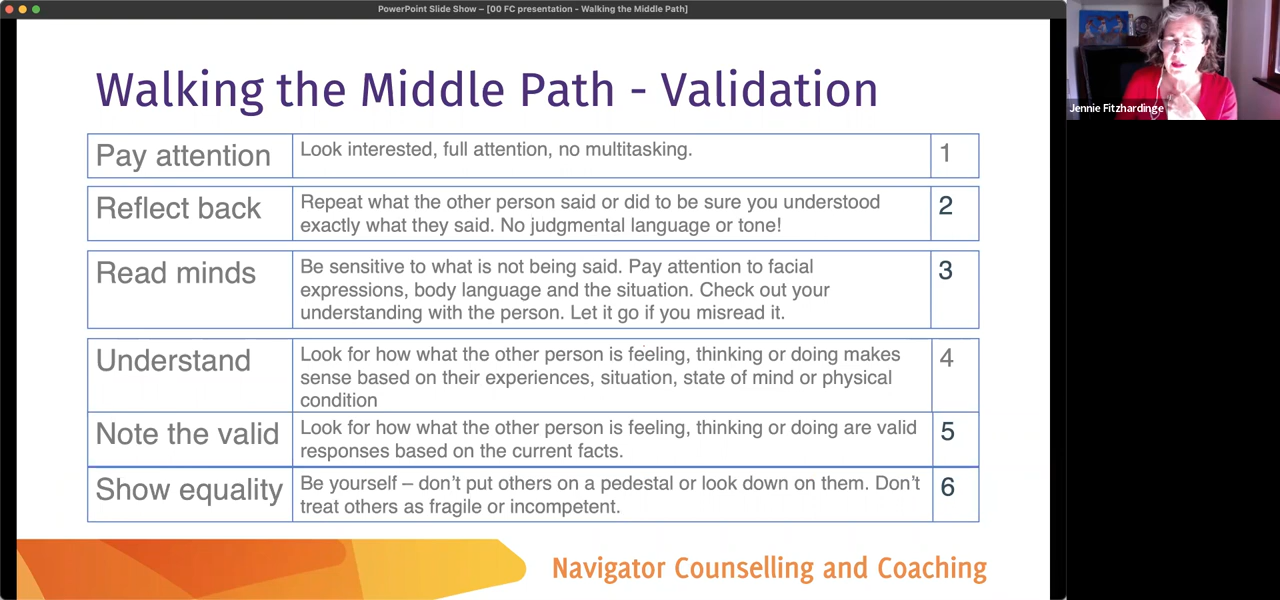 PowerPoint Slide Show – [00 FC presentation - Walking the Middle Path]
Walking the Middle Path - Validation
Pay attention
Look interested, full attention, no multitasking.
1
Reflect back
Repeat what the other person said or did to be sure you understood
exactly what they said. No judgmental language or tone!
2
Read minds
Be sensitive to what is not being said. Pay attention to facial
expressions, body language and the situation. Check out your
understanding with the person. Let it go if you misread it.
3
Understand
Look for how what the other person is feeling, thinking or doing makes
sense based on their experiences, situation, state of mind or physical
condition
4
Note the valid
Look for how what the other person is feeling, thinking or doing are valid
responses based on the current facts.
5
Show equality
Be yourself – don’t put others on a pedestal or look down on them. Don’t
treat others as fragile or incompetent.
6
Navigator Counselling and Coaching
Jennie Fitzhardinge